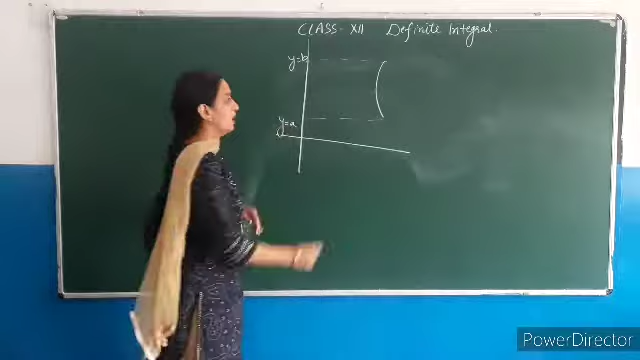 CLASS - XII Definite Integral.
y=b
y=a
PowerDirector